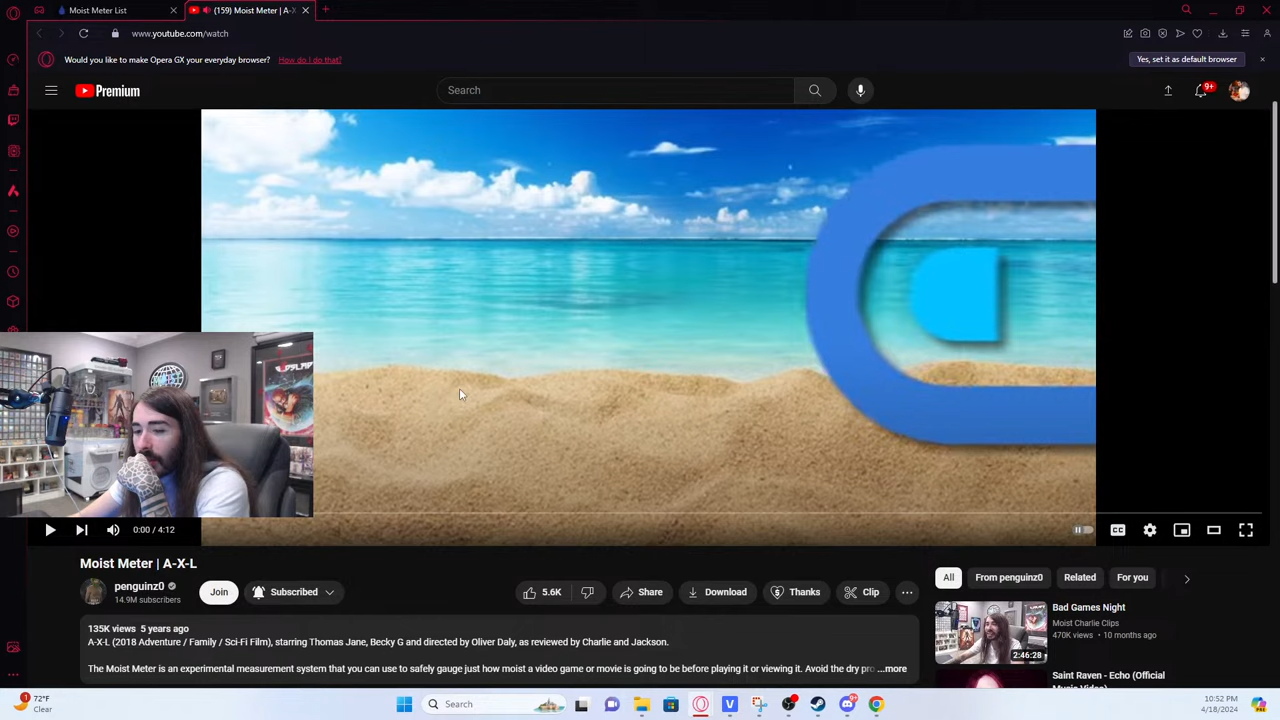 Moist Meter List
(159) Moist Meter | A-X
www.youtube.com/watch
Would you like to make Opera GX your everyday browser? How do I do that?
Yes, set it as default browser
Premium
Search
9+
0:00 / 4:12
CC
Moist Meter | A-X-L
penguinz0
14.9M subscribers
Join
Subscribed
5.6K
Share
Download
Thanks
Clip
135K views 5 years ago
A-X-L (2018 Adventure / Family / Sci-Fi Film), starring Thomas Jane, Becky G and directed by Oliver Daly, as reviewed by Charlie and Jackson.
The Moist Meter is an experimental measurement system that you can use to safely gauge just how moist a video game or movie is going to be before playing it or viewing it. Avoid the dry pro ...more
All
From penguinz0
Related
For you
Bad Games Night
Moist Charlie Clips
470K views • 10 months ago
2:46:28
Saint Raven - Echo (Official
1
72°F
Clear
Search
9+
10:52 PM
4/18/2024